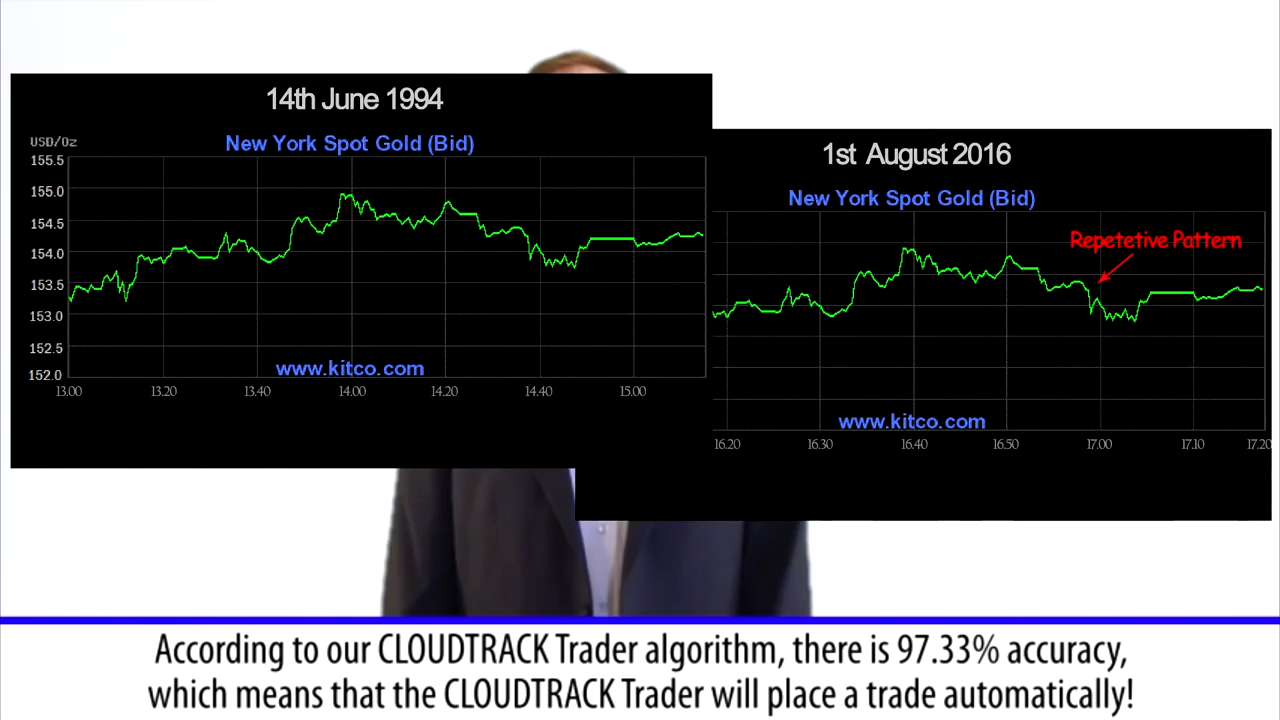 14th June 1994
USD/Oz
New York Spot Gold (Bid)
155.5
155.0
154.5
154.0
153.5
153.0
152.5
152.0
www.kitco.com
13.00 13.20 13.40 14.00 14.20 14.40 15.00
1st August 2016
New York Spot Gold (Bid)
Repetetive Pattern
www.kitco.com
16.20 16.30 16.40 16.50 17.00 17.10 17.20
According to our CLOUDTRACK Trader algorithm, there is 97.33% accuracy,
which means that the CLOUDTRACK Trader will place a trade automatically!